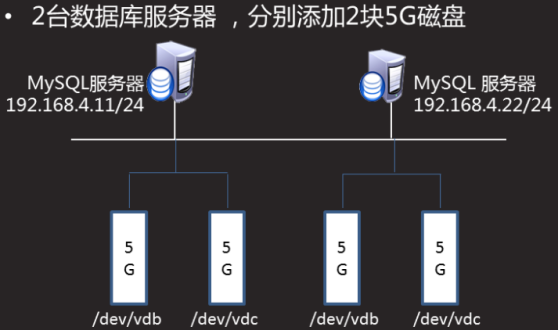 • 2台数据库服务器 ，分别添加2块5G磁盘
MySQL服务器
192.168.4.11/24
MySQL 服务器
192.168.4.22/24
5
G
5
G
5
G
5
G
/dev/vdb
/dev/vdc
/dev/vdb
/dev/vdc